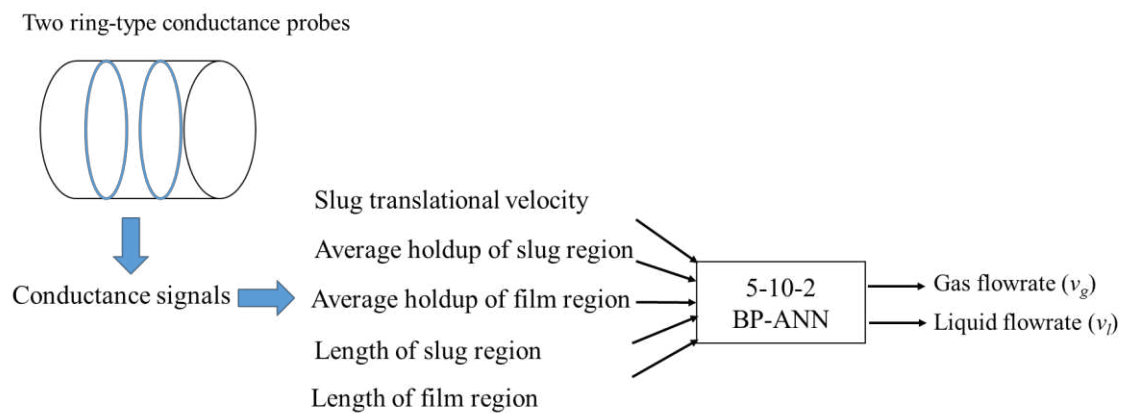 Two ring-type conductance probes
Slug translational velocity
Average holdup of slug region
Conductance signals
Average holdup of film region
Length of slug region
Length of film region
5-10-2
BP-ANN
Gas flowrate (vg)
Liquid flowrate (vl)